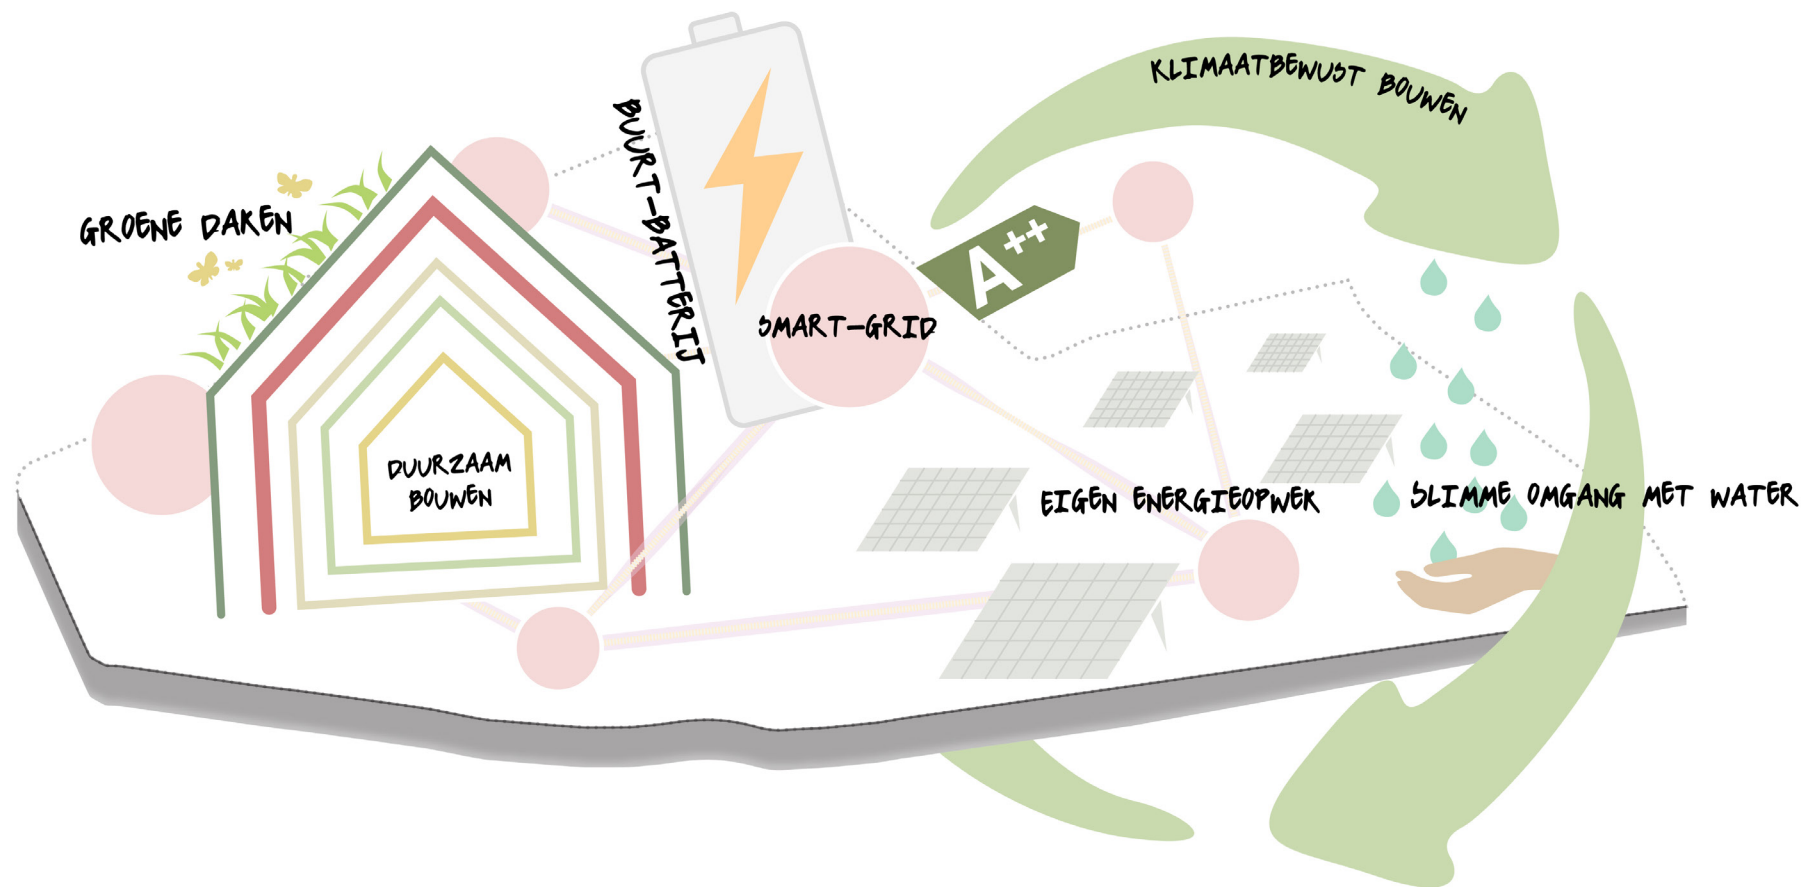 KLIMAATBEWUST BOUWEN
BUURT-BATTERIJ
GROENE DAKEN
A++
SMART-GRID
DUURZAAM
BOUWEN
EIGEN ENERGIEOPWEK
SLIMME OMGANG MET WATER